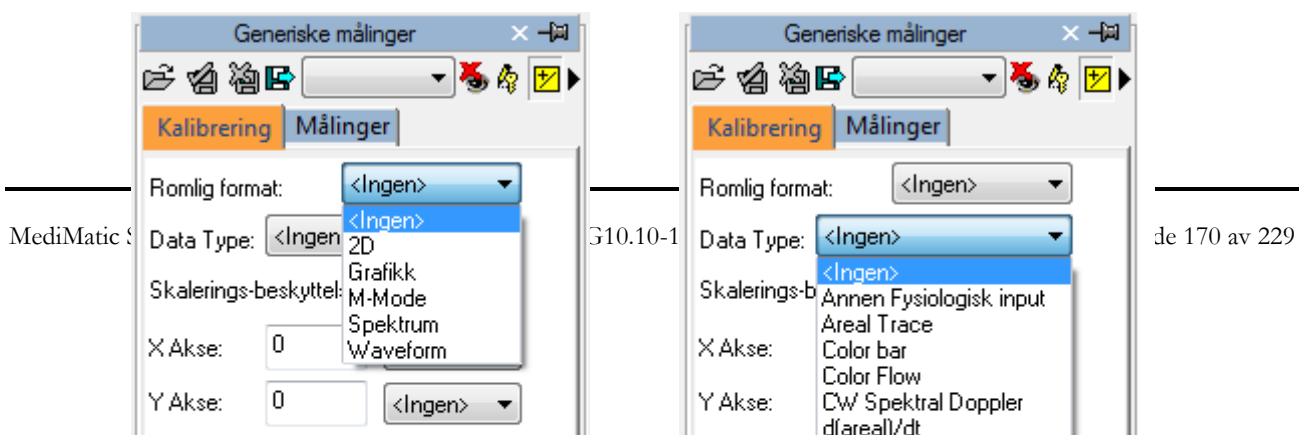 Generiske målinger
Kalibrering Målinger
Romlig format: <Ingen>
<Ingen>
2D
Grafikk
M-Mode
Spektrum
Waveform
Data Type: <Ingen
Skalerings-beskyttels
X Akse: 0
Y Akse: 0 <Ingen>
Generiske målinger
Kalibrering Målinger
Romlig format: <Ingen>
Data Type: <Ingen>
<Ingen>
Annen Fysiologisk input
Areal Trace
Color bar
Color Flow
CW Spektral Doppler
d(areal)/dt
Skalerings-b
X Akse:
Y Akse:
MediMatic G10.10-1 de 170 av 229